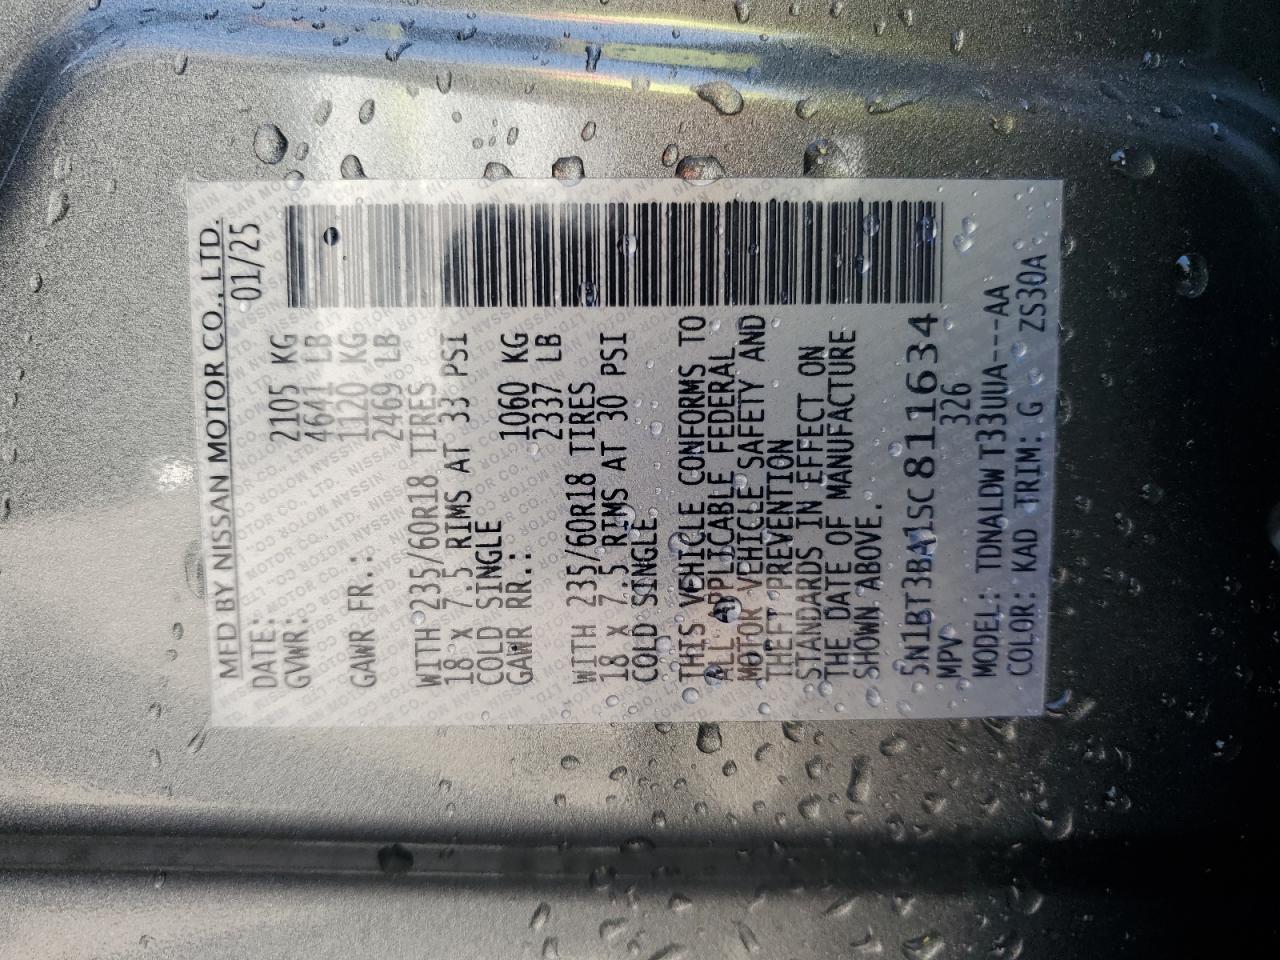 MFD BY NISSAN MOTOR CO., LTD.
DATE: 01/25
GVWR: 2105 KG
4641 LB
GAWR FR.: 1120 KG
2469 LB
WITH 235/60R18 TIRES
18 x 7.5 RIMS AT 33 PSI
COLD SINGLE
GAWR RR.: 1060 KG
2337 LB
WITH 235/60R18 TIRES
18 x 7.5 RIMS AT 30 PSI
COLD SINGLE
THIS VEHICLE CONFORMS TO
ALL APPLICABLE FEDERAL
MOTOR VEHICLE SAFETY AND
THEFT PREVENTION
STANDARDS IN EFFECT ON
THE DATE OF MANUFACTURE
SHOWN ABOVE.
5N1BT3BA1SC811634
MPV 326
MODEL: TDNALDWT33UUA---AA
COLOR: KAD TRIM: G ZS30A